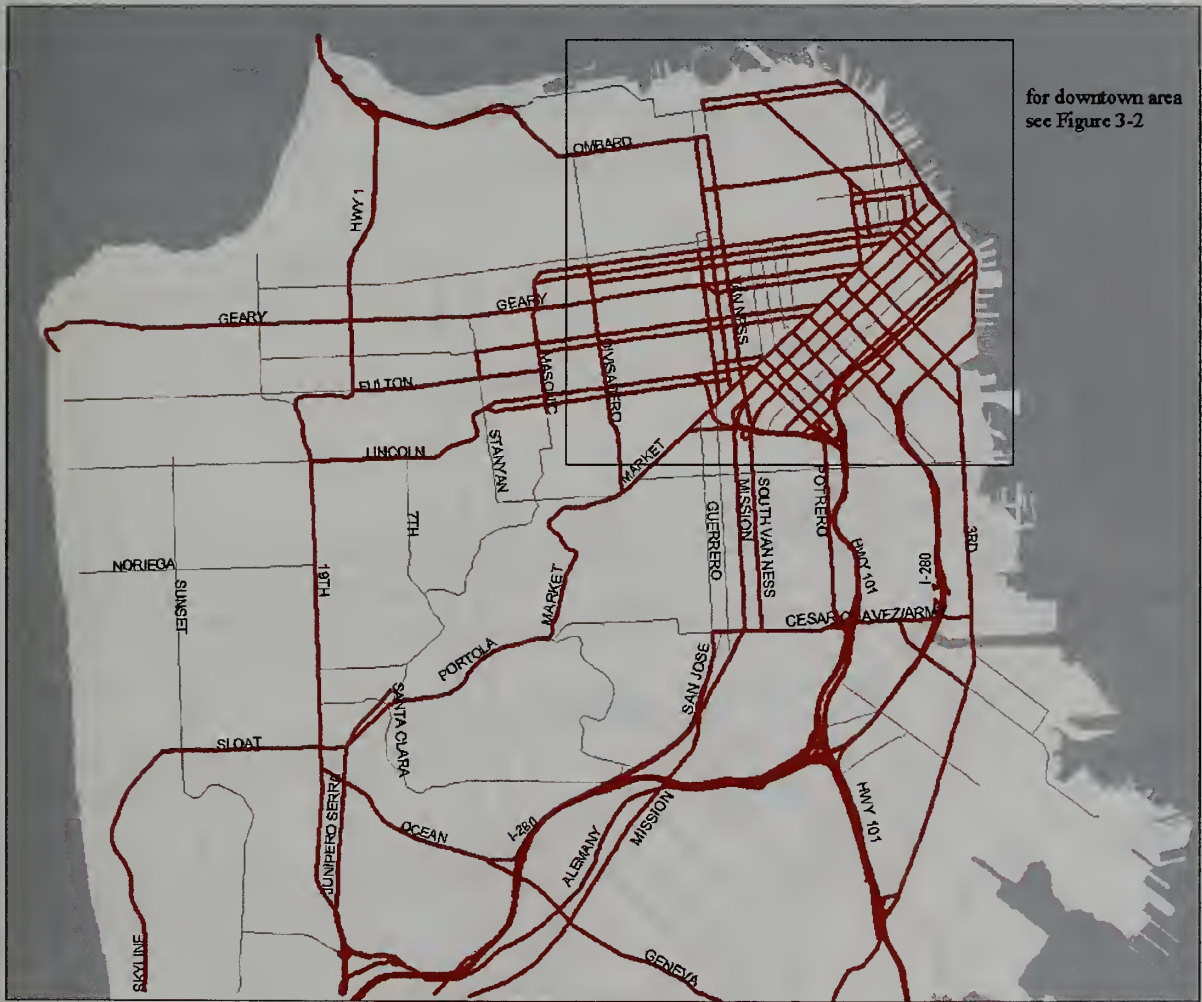 for downtown area
see Figure 3-2
OMBARD
HWY 1
GEARY
GEARY
VAN NESS
FULTON
MASONIC
DIVISADERO
LINCOLN
STANYAN
MARKET
7TH
GUERRERO
MISSION
SOUTH VAN NESS
POTRERO
HWY 101
I-280
3RD
NORIEGA
SUNSET
19TH
MARKET
CESAR CHAVEZ/ARM
PORTOLA
SAN JOSE
SANTA CLARA
SLOAT
JUNIPERO SERR
OCEAN
I-280
ALEMANY
MISSION
HWY 101
SKYLINE
GENEVA